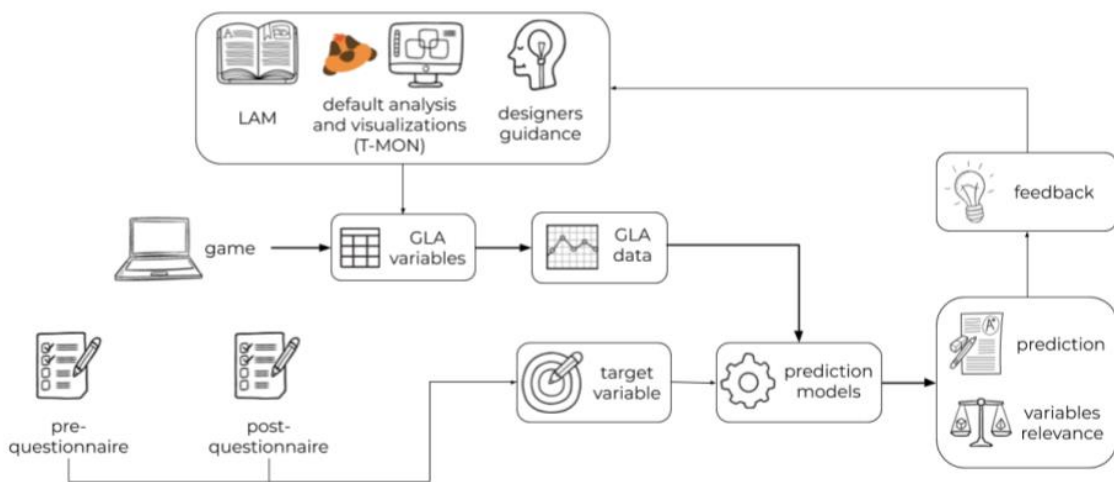 LAM
default analysis
and visualizations
(T-MON)
designers
guidance
feedback
game
GLA
variables
GLA
data
pre-
questionnaire
post-
questionnaire
target
variable
prediction
models
prediction
variables
relevance